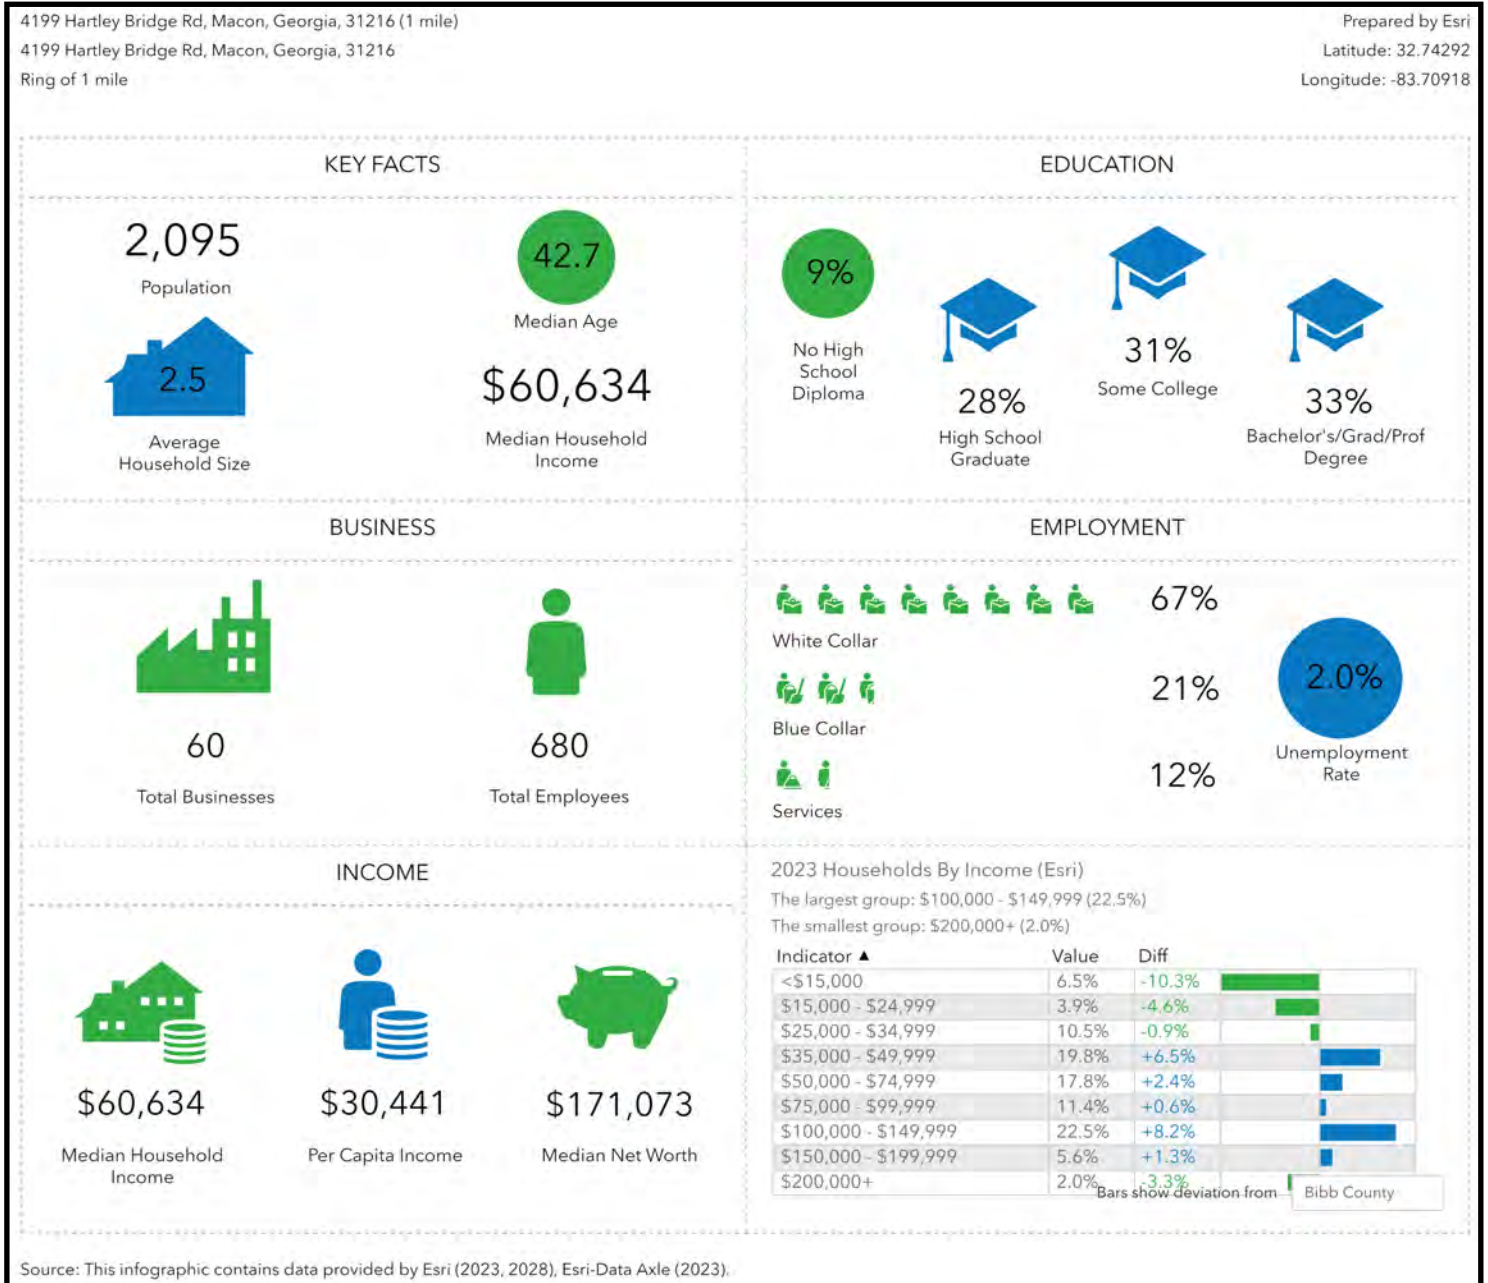 4199 Hartley Bridge Rd, Macon, Georgia, 31216 (1 mile)
4199 Hartley Bridge Rd, Macon, Georgia, 31216
Ring of 1 mile
Prepared by Esri
Latitude: 32.74292
Longitude: -83.70918
KEY FACTS
2,095
Population
42.7
Median Age
2.5
Average
Household Size
$60,634
Median Household
Income
EDUCATION
9%
No High
School
Diploma
28%
High School
Graduate
31%
Some College
33%
Bachelor's/Grad/Prof
Degree
BUSINESS
60
Total Businesses
680
Total Employees
EMPLOYMENT
67%
White Collar
21%
Blue Collar
12%
Services
2.0%
Unemployment
Rate
INCOME
$60,634
Median Household
Income
$30,441
Per Capita Income
$171,073
Median Net Worth
2023 Households By Income (Esri)
The largest group: $100,000 - $149,999 (22.5%)
The smallest group: $200,000+ (2.0%)
Indicator ▲ Value Diff
<$15,000 6.5% -10.3%
$15,000 - $24,999 3.9% -4.6%
$25,000 - $34,999 10.5% -0.9%
$35,000 - $49,999 19.8% +6.5%
$50,000 - $74,999 17.8% +2.4%
$75,000 - $99,999 11.4% +0.6%
$100,000 - $149,999 22.5% +8.2%
$150,000 - $199,999 5.6% +1.3%
$200,000+ 2.0% -3.3%
Bars show deviation from Bibb County
Source: This infographic contains data provided by Esri (2023, 2028), Esri-Data Axle (2023).